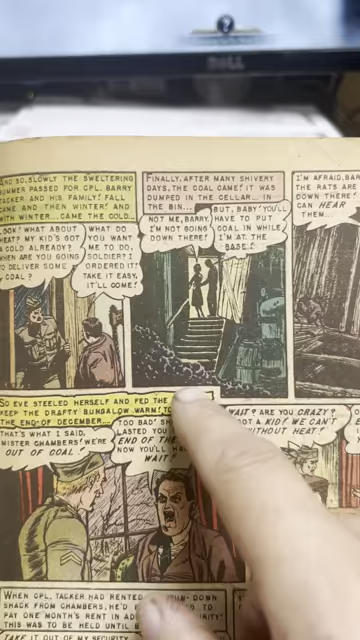 DELL
AND SO, SLOWLY THE SWELTERING
SUMMER PASSED FOR CPL. BARRY
TACKER AND HIS FAMILY! FALL
CAME AND THEN WINTER! AND
WITH WINTER... CAME THE COLD...
LOOK! WHAT ABOUT
HEAT? MY KID'S GOT
A COLD ALREADY?
WHEN ARE YOU GOING
TO DELIVER SOME
COAL?
WHAT DO
YOU WANT
ME TO DO,
SOLDIER? I
ORDERED IT!
TAKE IT EASY,
IT'LL COME!
FINALLY, AFTER MANY SHIVERY
DAYS, THE COAL CAME! IT WAS
DUMPED IN THE CELLAR... IN
THE BIN...
NOT ME, BARRY.
I'M NOT GOING
DOWN THERE!
BUT, BABY! YOU'LL
HAVE TO PUT
COAL IN WHILE
I'M AT THE
BASE!
I'M AFRAID, BAR
THE RATS ARE
DOWN THERE!
CAN HEAR
THEM...
SO EVE STEELED HERSELF AND FED THE
KEEP THE DRAFTY BUNGALOW WARM!
THE END OF DECEMBER...
THAT'S WHAT I SAID,
MISTER CHAMBERS! WE'RE
OUT OF COAL!
TOO BAD!
LASTED YOU
END OF THE
NOW YOU'LL
WAIT!
WAIT? ARE YOU CRAZY?
GOT A KID! WE CAN'T
WITHOUT HEAT!
WHEN CPL. TACKER HAD RENTED DOWN
SHACK FROM CHAMBERS, HE'D TO
PAY ONE MONTH'S RENT IN
THIS WAS TO BE HELD UNTIL
TAKE IT OUT OF MY SECURITY